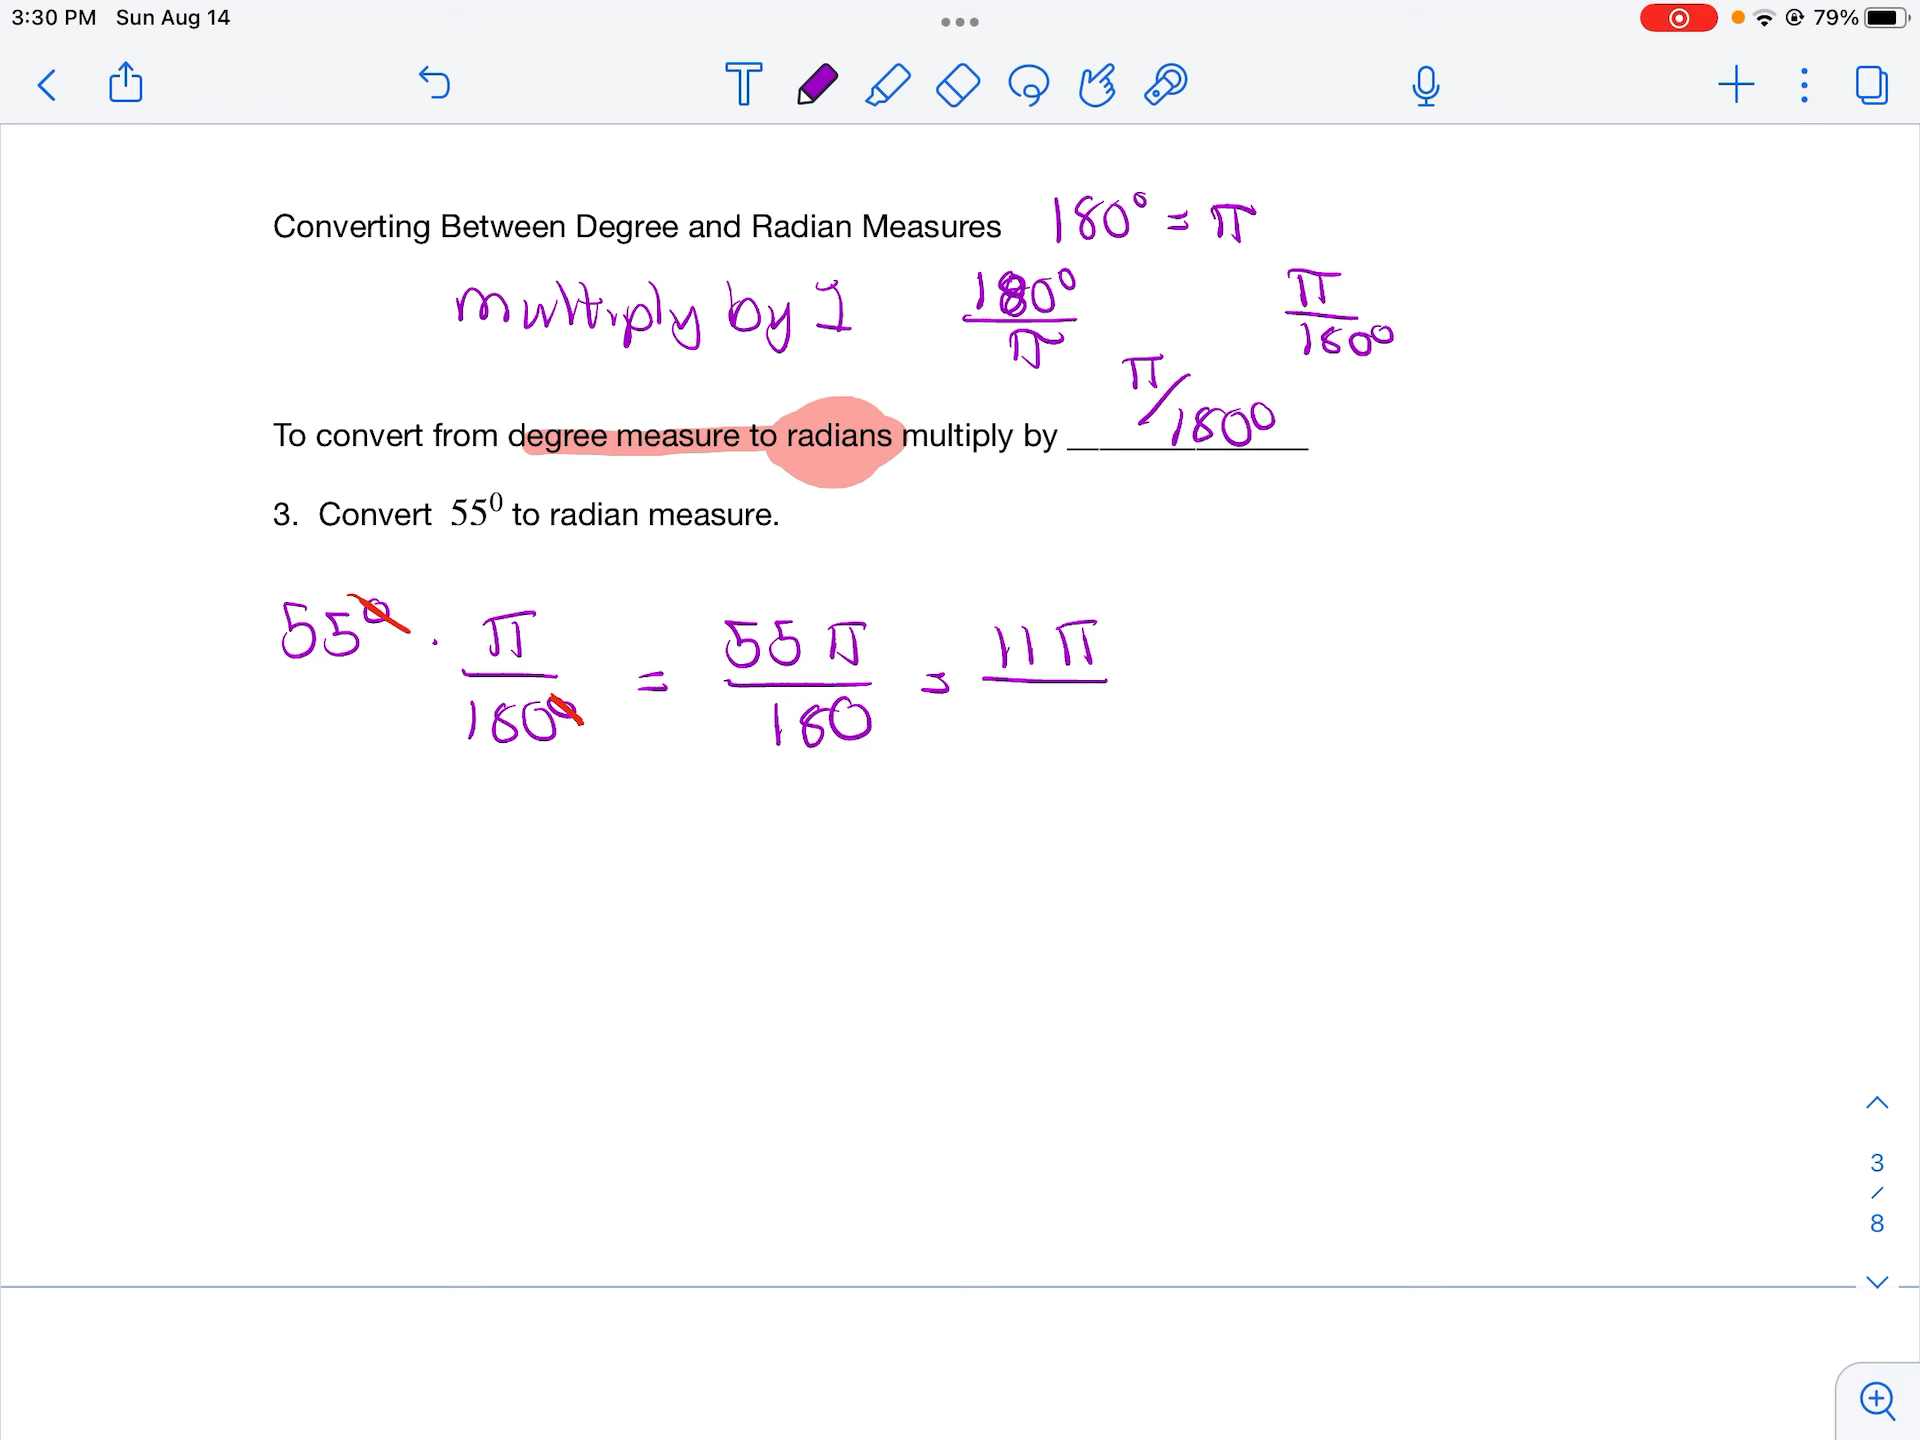 3:30 PM Sun Aug 14 79%
T
Converting Between Degree and Radian Measures 180° = π
multiply by 1 180°/π π/180°
To convert from degree measure to radians multiply by π/180°
3. Convert 55⁰ to radian measure.
55° · π/180° = 55π/180 = 11π
3
/
8